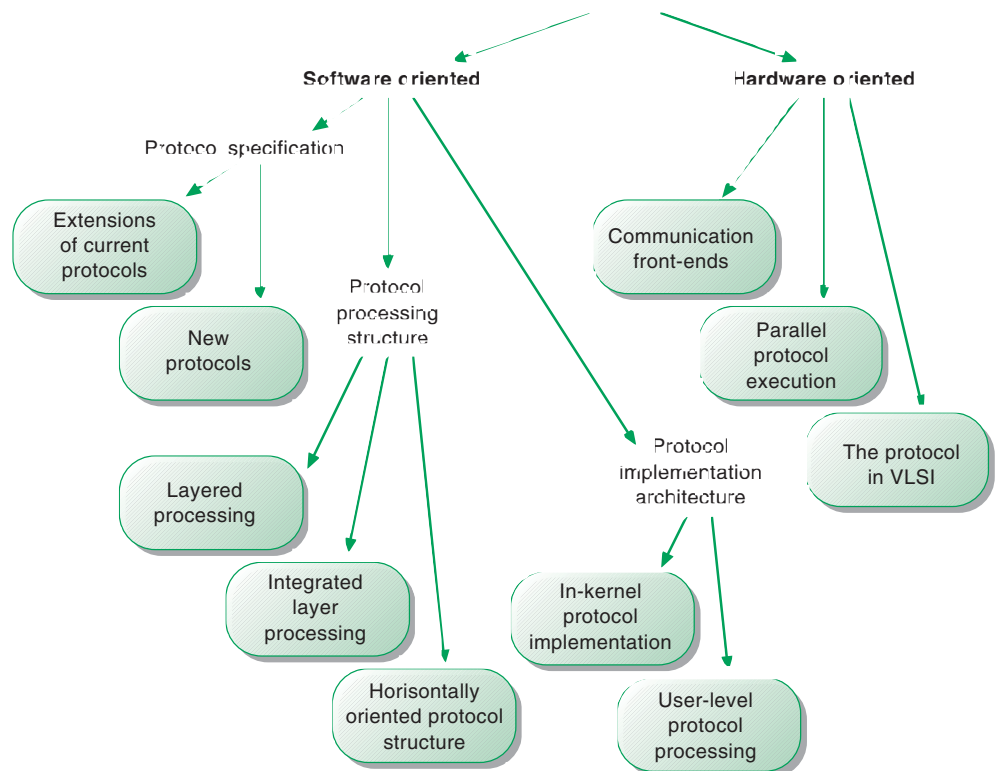 Software oriented
Hardware oriented
Protocol specification
Extensions
of current
protocols
New
protocols
Protocol
processing
structure
Layered
processing
Integrated
layer
processing
Horisontally
oriented protocol
structure
Protocol
implementation
architecture
In-kernel
protocol
implementation
User-level
protocol
processing
Communication
front-ends
Parallel
protocol
execution
The protocol
in VLSI